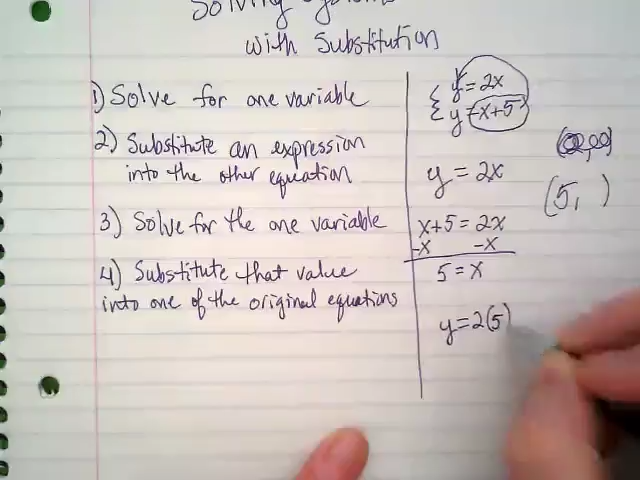 Solving Systems
with Substitution
1) Solve for one variable
2) Substitute an expression
into the other equation
3) Solve for the one variable
4) Substitute that value
into one of the original equations
{ y = 2x
y = x+5
y = 2x
x+5 = 2x
-x -x
5 = x
y = 2(5)
(5, )